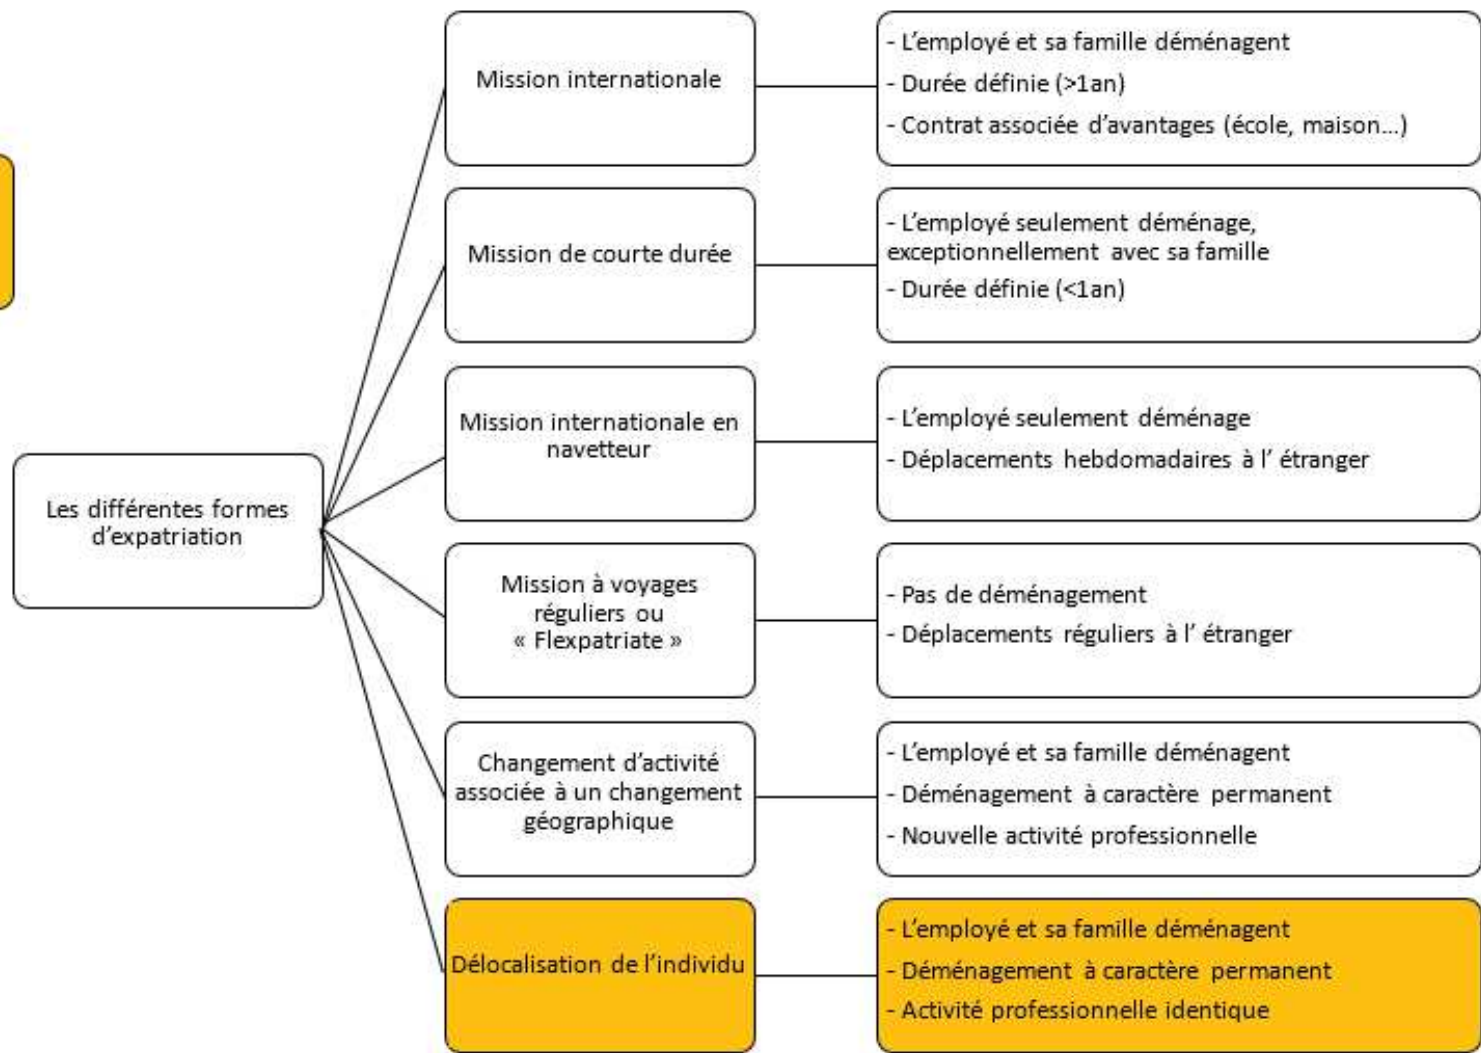 Les différentes formes
d’expatriation
Mission internationale
- L’employé et sa famille déménagent
- Durée définie (>1an)
- Contrat associée d’avantages (école, maison...)
Mission de courte durée
- L’employé seulement déménage,
exceptionnellement avec sa famille
- Durée définie (<1an)
Mission internationale en
navetteur
- L’employé seulement déménage
- Déplacements hebdomadaires à l’ étranger
Mission à voyages
réguliers ou
« Flexpatriate »
- Pas de déménagement
- Déplacements réguliers à l’ étranger
Changement d’activité
associée à un changement
géographique
- L’employé et sa famille déménagent
- Déménagement à caractère permanent
- Nouvelle activité professionnelle
Délocalisation de l’individu
- L’employé et sa famille déménagent
- Déménagement à caractère permanent
- Activité professionnelle identique